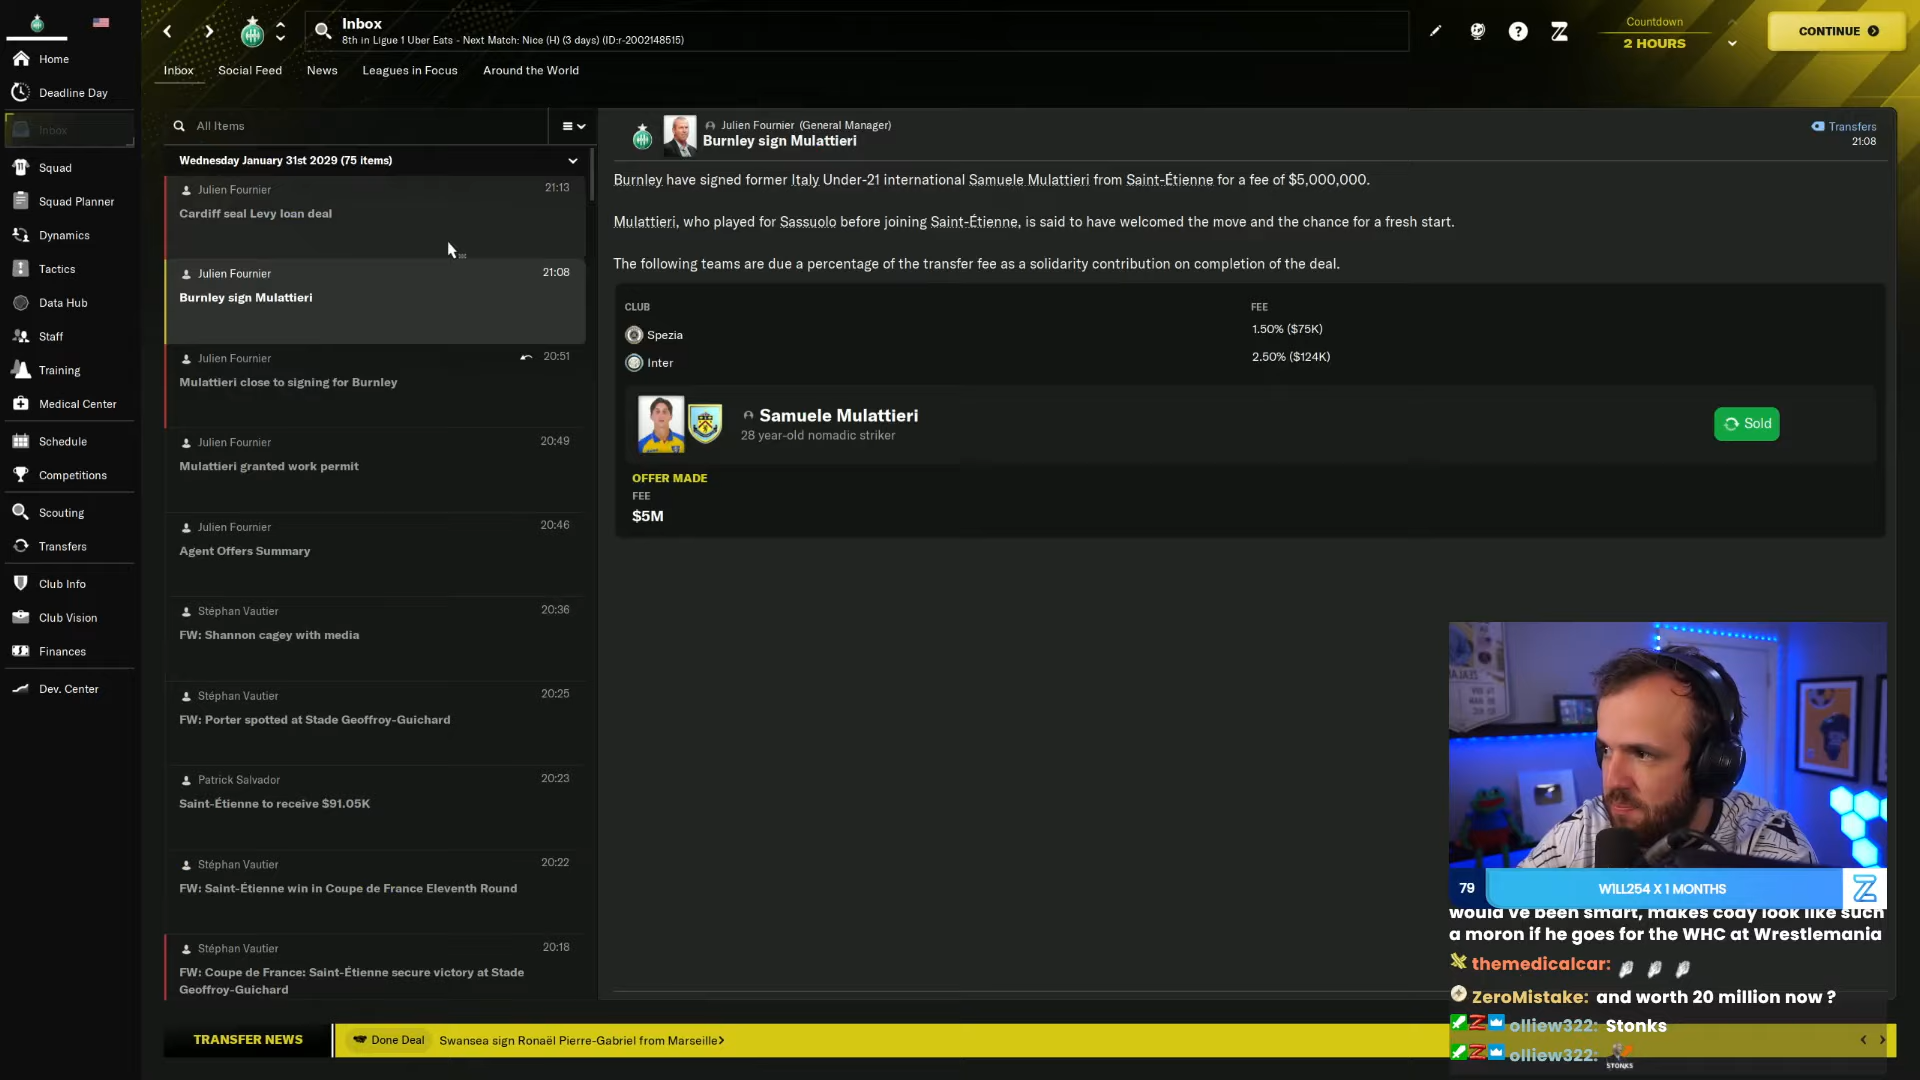 Inbox
8th in Ligue 1 Uber Eats - Next Match: Nice (H) (3 days) (ID:r-2002148515)
Countdown
2 HOURS
CONTINUE
Inbox
Social Feed
News
Leagues in Focus
Around the World
Home
Deadline Day
Inbox
Squad
Squad Planner
Dynamics
Tactics
Data Hub
Staff
Training
Medical Center
Schedule
Competitions
Scouting
Transfers
Club Info
Club Vision
Finances
Dev. Center
All Items
Wednesday January 31st 2029 (75 items)
Julien Fournier 21:13
Cardiff seal Levy loan deal
Julien Fournier 21:08
Burnley sign Mulattieri
Julien Fournier 20:51
Mulattieri close to signing for Burnley
Julien Fournier 20:49
Mulattieri granted work permit
Julien Fournier 20:46
Agent Offers Summary
Stéphan Vautier 20:36
FW: Shannon cagey with media
Stéphan Vautier 20:25
FW: Porter spotted at Stade Geoffroy-Guichard
Patrick Salvador 20:23
Saint-Étienne to receive $91.05K
Stéphan Vautier 20:22
FW: Saint-Étienne win in Coupe de France Eleventh Round
Stéphan Vautier 20:18
FW: Coupe de France: Saint-Étienne secure victory at Stade
Geoffroy-Guichard
Julien Fournier (General Manager)
Burnley sign Mulattieri
Transfers
21:08
Burnley have signed former Italy Under-21 international Samuele Mulattieri from Saint-Étienne for a fee of $5,000,000.
Mulattieri, who played for Sassuolo before joining Saint-Étienne, is said to have welcomed the move and the chance for a fresh start.
The following teams are due a percentage of the transfer fee as a solidarity contribution on completion of the deal.
CLUB FEE
Spezia 1.50% ($75K)
Inter 2.50% ($124K)
Samuele Mulattieri
28 year-old nomadic striker
Sold
OFFER MADE
FEE
$5M
79
W1LL254 X 1 MONTHS
would've been smart, makes cody look like such
a moron if he goes for the WHC at Wrestlemania
themedicalcar:
ZeroMistake: and worth 20 million now ?
olliew322: Stonks
olliew322:
STONKS
TRANSFER NEWS
Done Deal
Swansea sign Ronaël Pierre-Gabriel from Marseille>